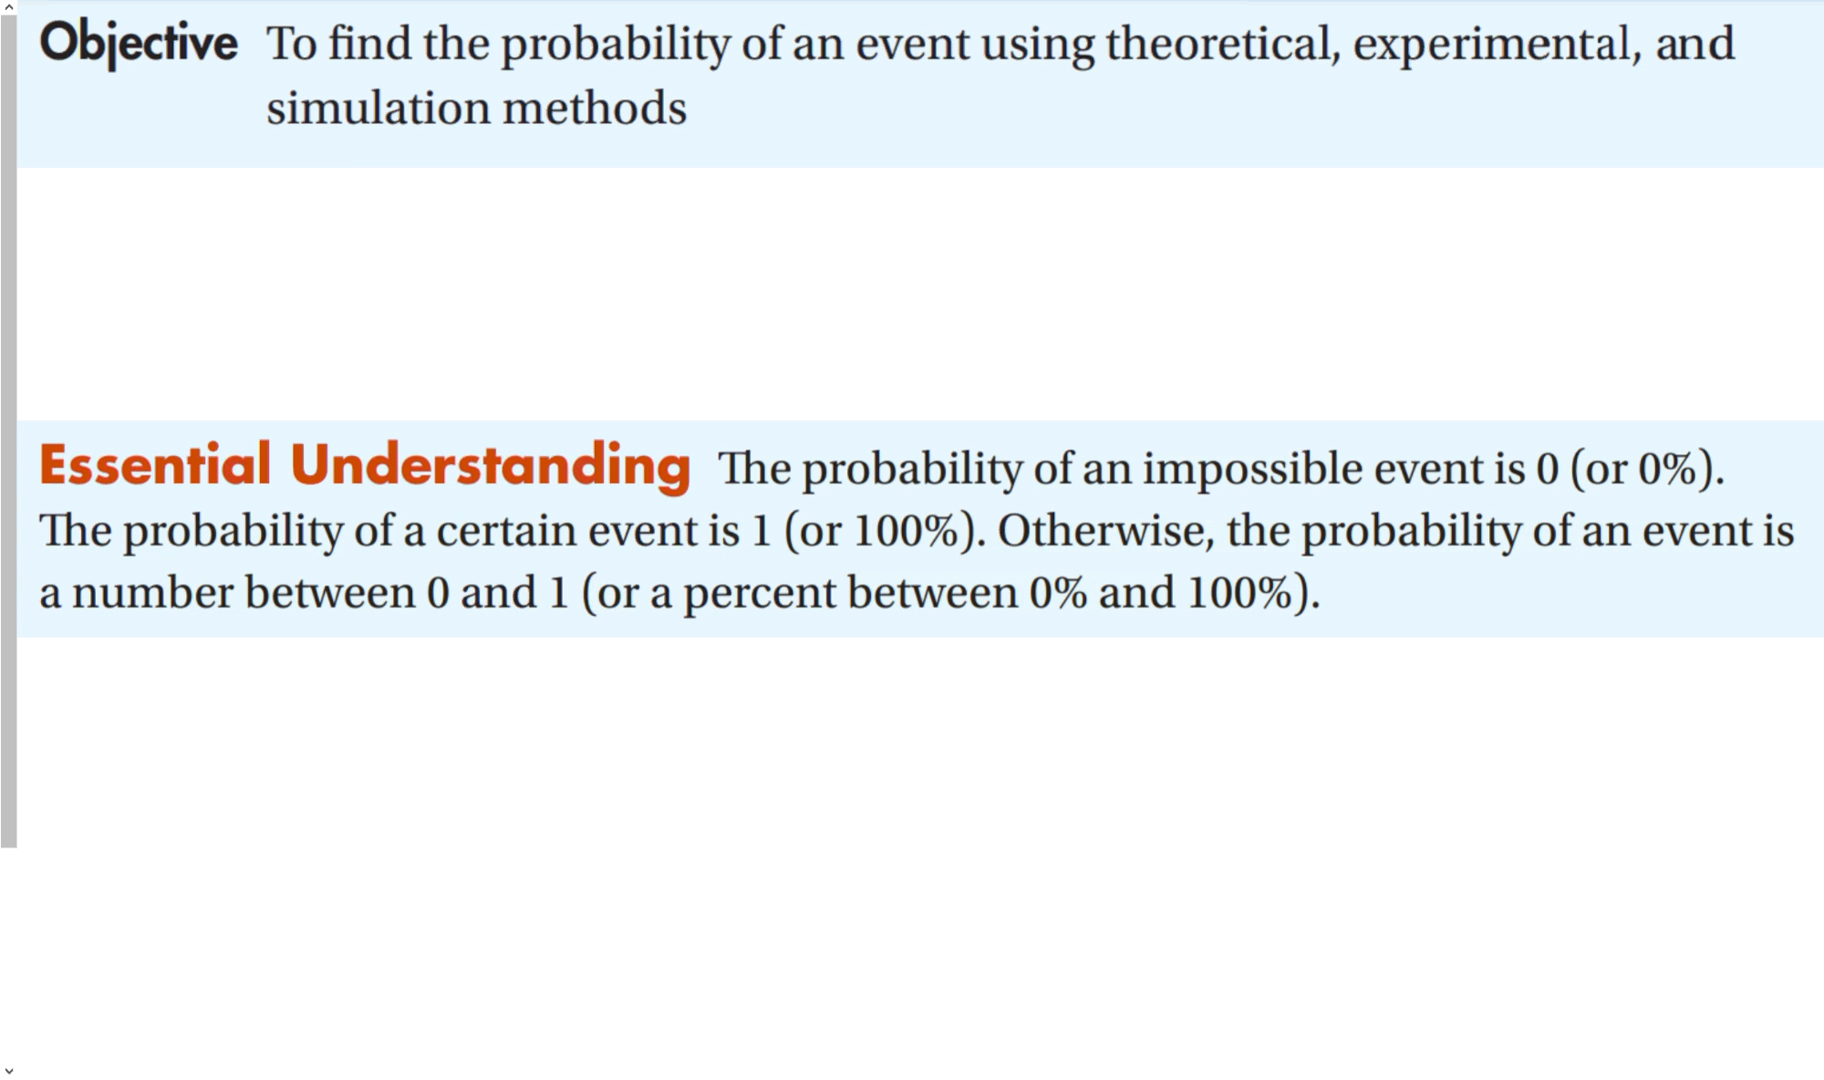 Objective To find the probability of an event using theoretical, experimental, and
simulation methods
Essential Understanding The probability of an impossible event is 0 (or 0%).
The probability of a certain event is 1 (or 100%). Otherwise, the probability of an event is
a number between 0 and 1 (or a percent between 0% and 100%).